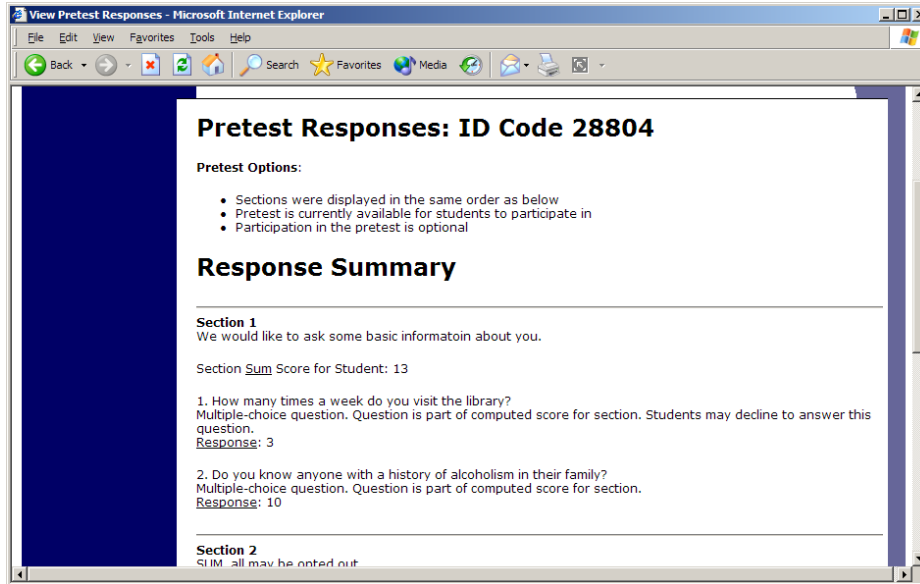 View Pretest Responses - Microsoft Internet Explorer
File Edit View Favorites Tools Help
Back Search Favorites Media
Pretest Responses: ID Code 28804
Pretest Options:
Sections were displayed in the same order as below
Pretest is currently available for students to participate in
Participation in the pretest is optional
Response Summary
Section 1
We would like to ask some basic informatoin about you.
Section Sum Score for Student: 13
1. How many times a week do you visit the library?
Multiple-choice question. Question is part of computed score for section. Students may decline to answer this
question.
Response: 3
2. Do you know anyone with a history of alcoholism in their family?
Multiple-choice question. Question is part of computed score for section.
Response: 10
Section 2
SUM, all may be opted out